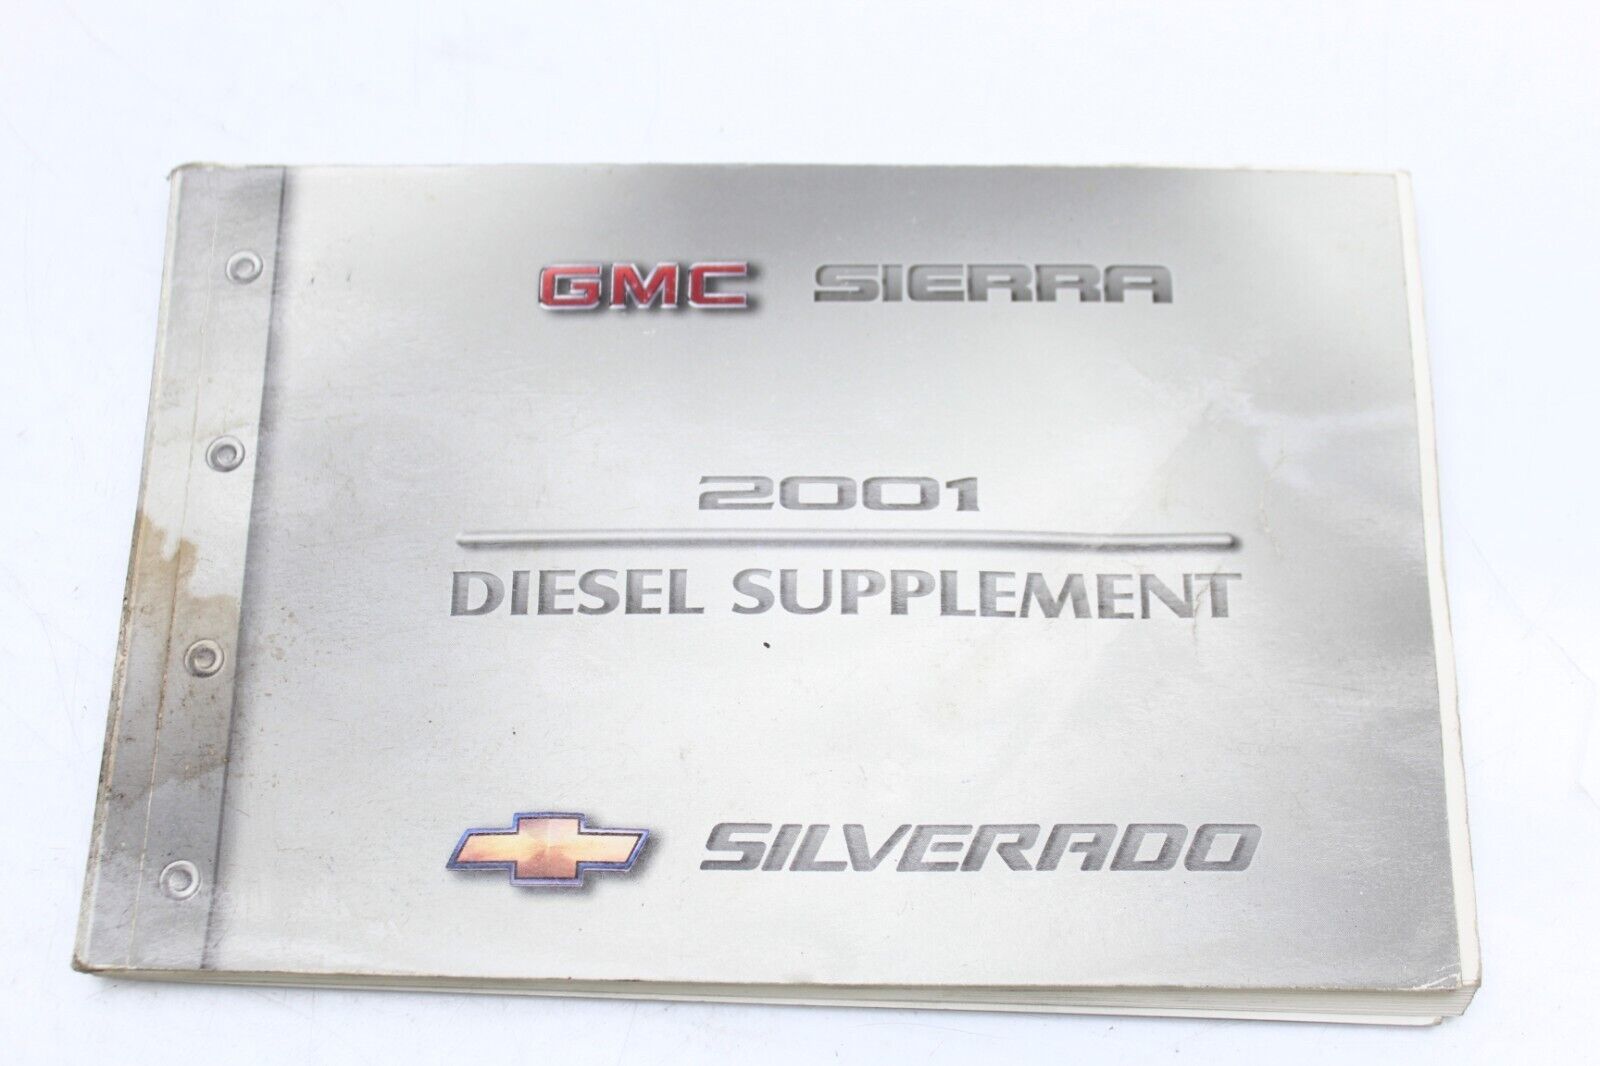 GMC SIERRA
2001
DIESEL SUPPLEMENT
SILVERADO